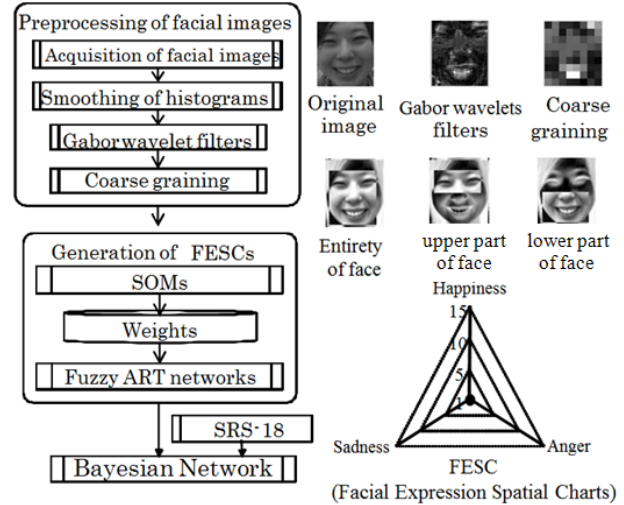 Preprocessing of facial images
Acquisition of facial images
Smoothing of histograms
Gabor wavelet filters
Coarse graining
Generation of FESCs
SOMs
Weights
Fuzzy ART networks
SRS-18
Bayesian Network
Original
image
Gabor wavelets
filters
Coarse
graining
Entirety
of face
upper part
of face
lower part
of face
Happiness
15
10
5
1
Sadness
Anger
FESC
(Facial Expression Spatial Charts)